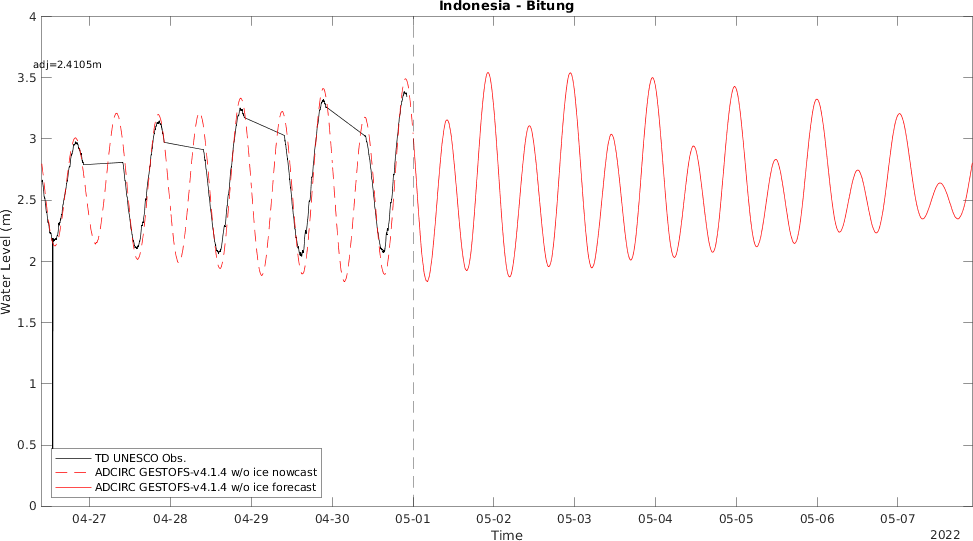 Indonesia - Bitung
adj=2.4105m
4
3.5
3
2.5
2
1.5
1
0.5
0
Water Level (m)
TD UNESCO Obs.
ADCIRC GESTOFS-v4.1.4 w/o ice nowcast
ADCIRC GESTOFS-v4.1.4 w/o ice forecast
04-27 04-28 04-29 04-30 05-01 05-02 05-03 05-04 05-05 05-06 05-07
Time
2022